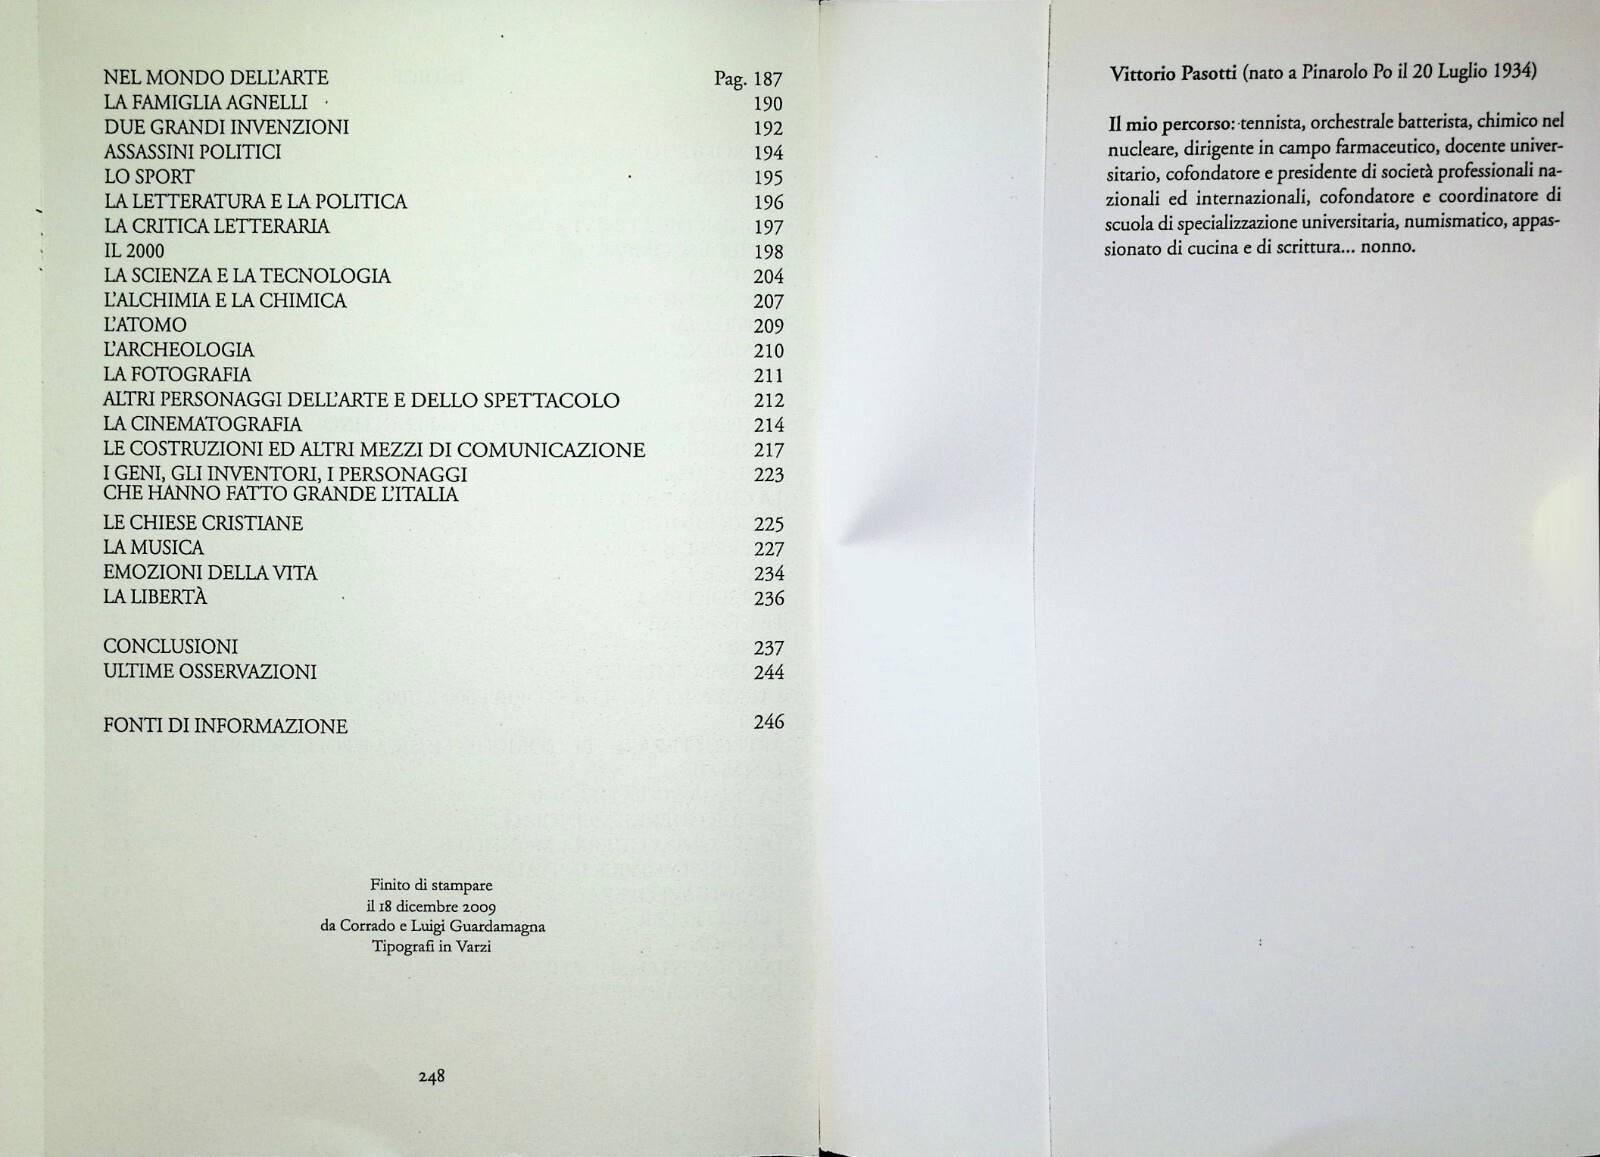 NEL MONDO DELL'ARTE Pag. 187
LA FAMIGLIA AGNELLI 190
DUE GRANDI INVENZIONI 192
ASSASSINI POLITICI 194
LO SPORT 195
LA LETTERATURA E LA POLITICA 196
LA CRITICA LETTERARIA 197
IL 2000 198
LA SCIENZA E LA TECNOLOGIA 204
L'ALCHIMIA E LA CHIMICA 207
L'ATOMO 209
L'ARCHEOLOGIA 210
LA FOTOGRAFIA 211
ALTRI PERSONAGGI DELL'ARTE E DELLO SPETTACOLO 212
LA CINEMATOGRAFIA 214
LE COSTRUZIONI ED ALTRI MEZZI DI COMUNICAZIONE 217
I GENI, GLI INVENTORI, I PERSONAGGI 223
CHE HANNO FATTO GRANDE L'ITALIA
LE CHIESE CRISTIANE 225
LA MUSICA 227
EMOZIONI DELLA VITA 234
LA LIBERTÀ 236
CONCLUSIONI 237
ULTIME OSSERVAZIONI 244
FONTI DI INFORMAZIONE 246
Finito di stampare
il 18 dicembre 2009
da Corrado e Luigi Guardamagna
Tipografi in Varzi
248
Vittorio Pasotti (nato a Pinarolo Po il 20 Luglio 1934)
Il mio percorso: tennista, orchestrale batterista, chimico nel
nucleare, dirigente in campo farmaceutico, docente univer-
sitario, cofondatore e presidente di società professionali na-
zionali ed internazionali, cofondatore e coordinatore di
scuola di specializzazione universitaria, numismatico, appas-
sionato di cucina e di scrittura... nonno.